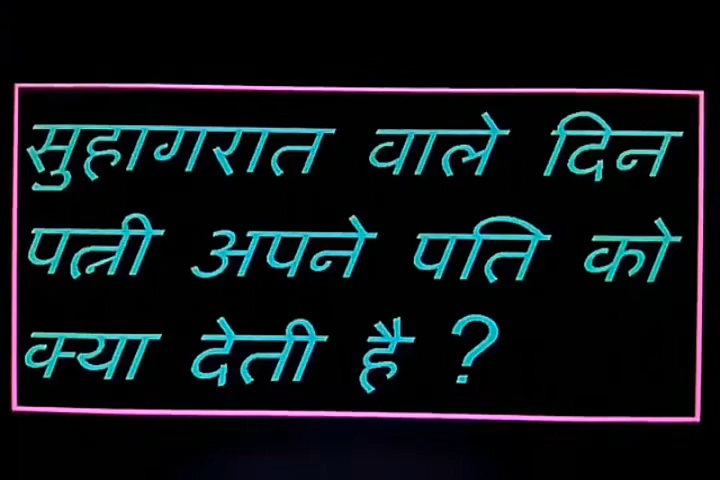 सुहागरात वाले दिन
पत्नी अपने पति को
क्या देती है ?